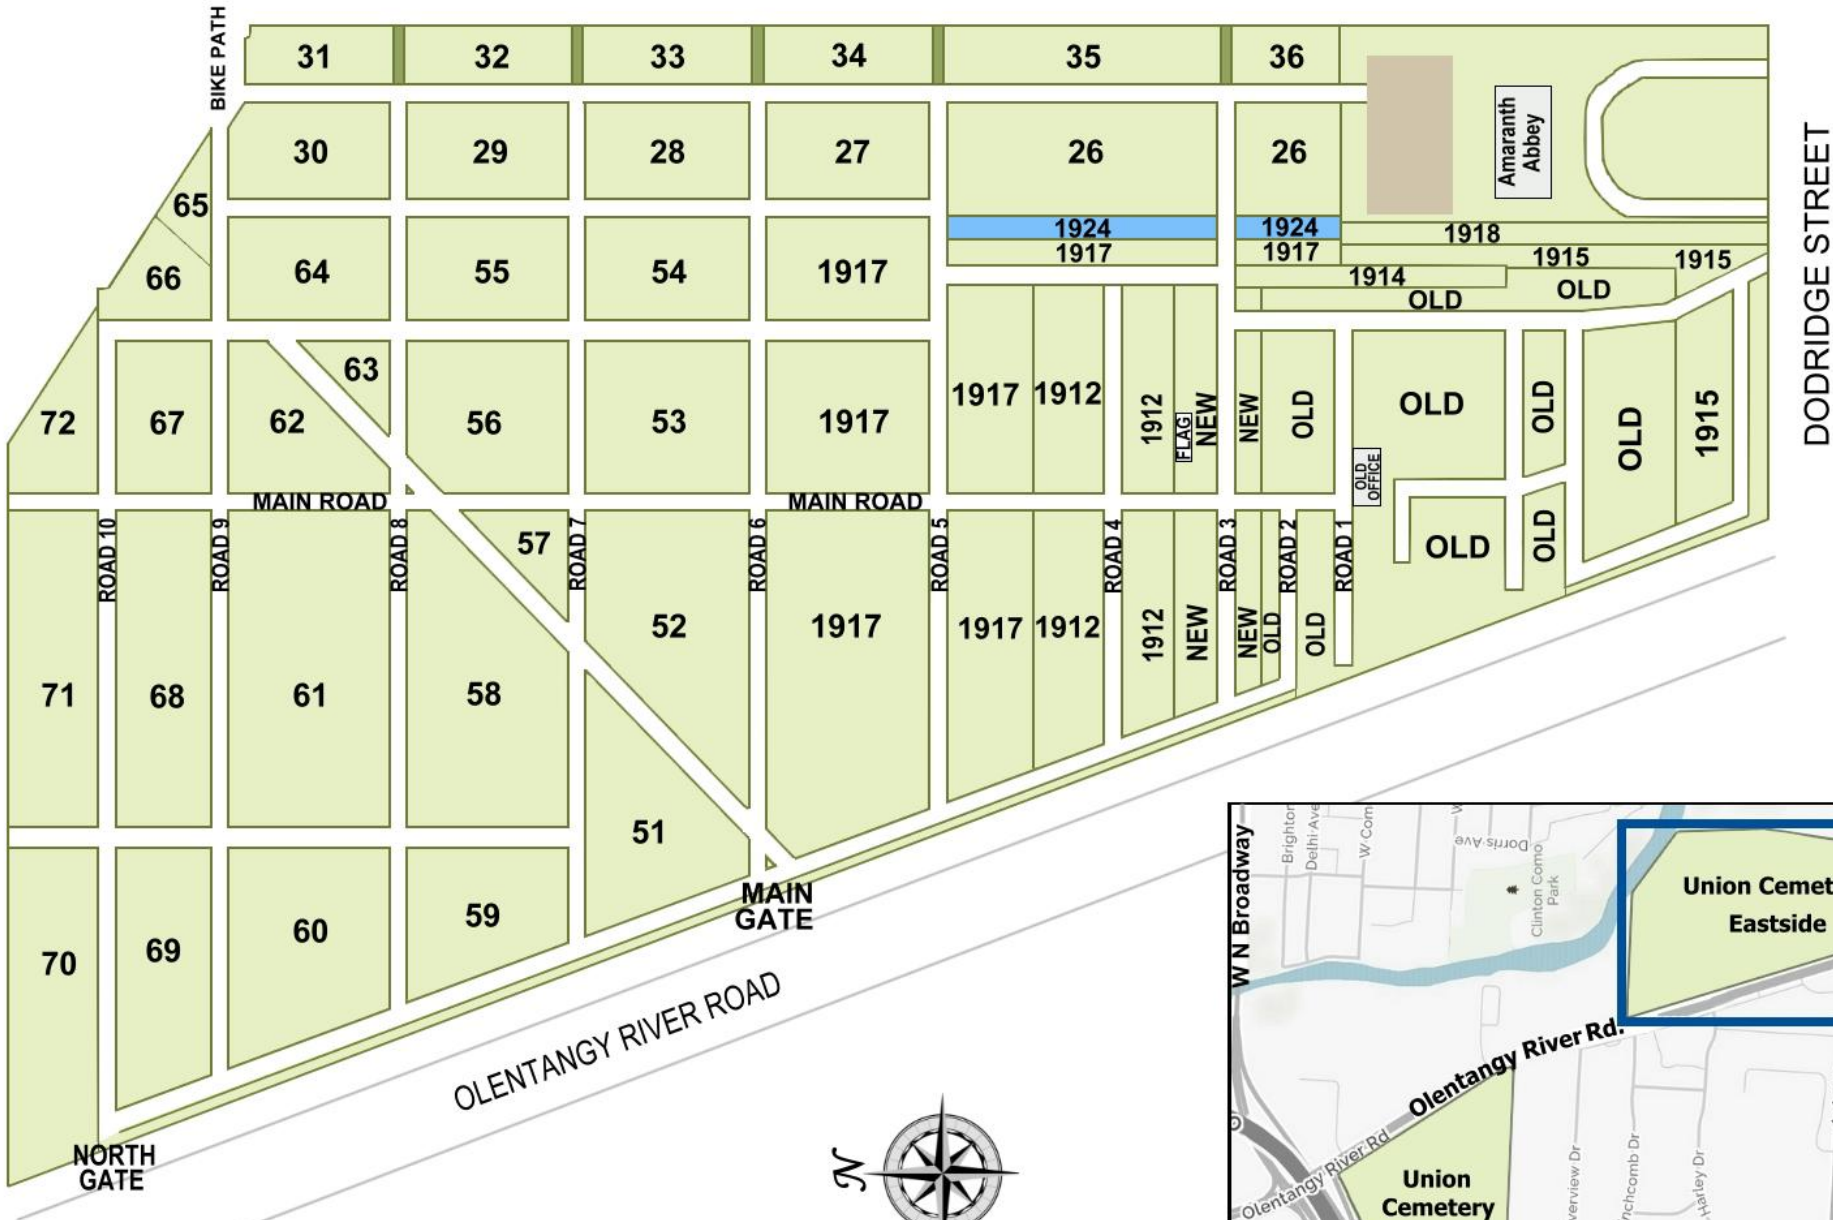 BIKE PATH
31 32 33 34 35 36
30 29 28 27 26 26
Amaranth
Abbey
DODRIDGE STREET
65
1924 1924
1918
1917 1917
66 64 55 54 1917
1915 1915
1914
OLD OLD
63
72 67 62 56 53 1917 1917 1912 1912 FLAG NEW NEW OLD OLD OLD OLD 1915
OLD
OFFICE
MAIN ROAD MAIN ROAD
ROAD 10 ROAD 9 ROAD 8 ROAD 7 ROAD 6 ROAD 5 ROAD 4 ROAD 3 ROAD 2 ROAD 1
57 OLD OLD
52 1917 1917 1912 1912 NEW NEW OLD OLD
71 68 61 58
51
MAIN
GATE
70 69 60 59
OLENTANGY RIVER ROAD
NORTH
GATE
N
W N Broadway
Brighton
Delhi Ave
W Com
W
Dorris Ave
Clinton Como
Park
Union Cemet
Eastside
Olentangy River Rd.
Olentangy River Rd
Union
Cemetery
verview Dr
nchcomb Dr
Harley Dr